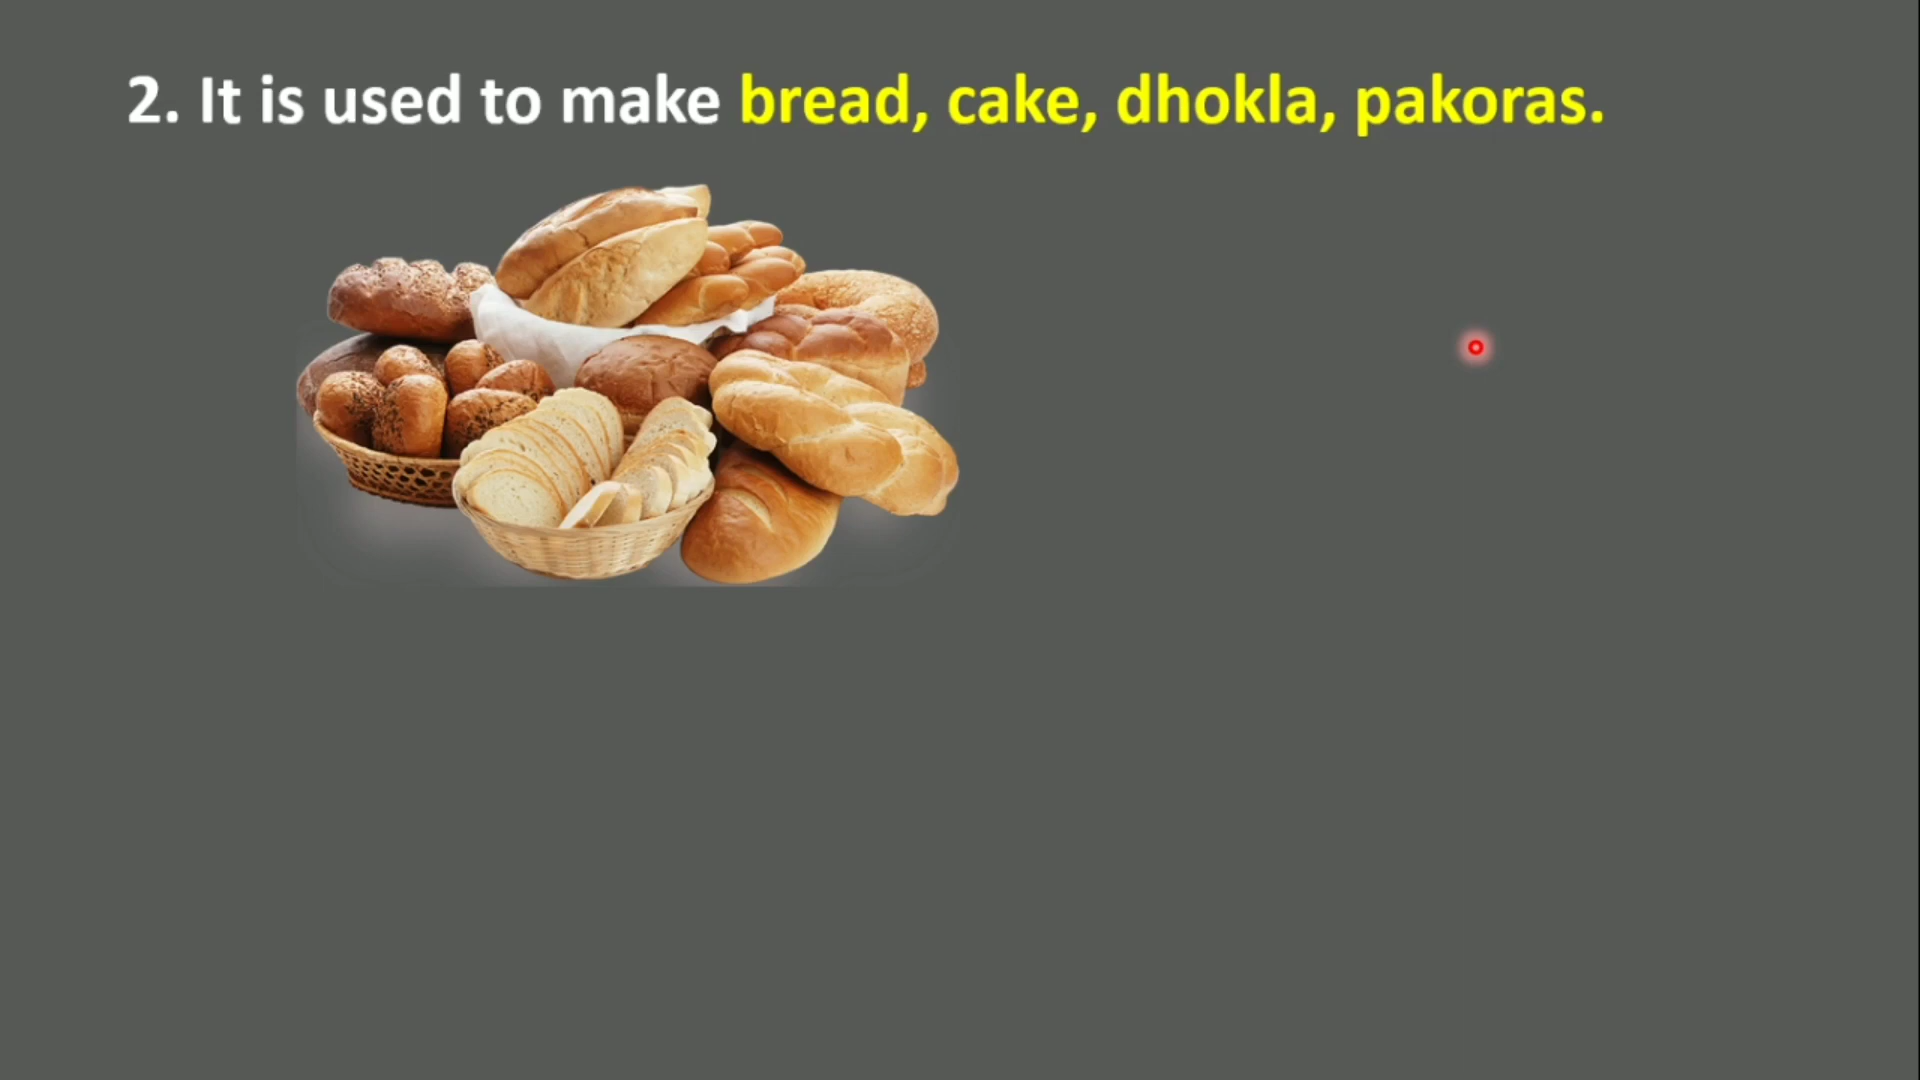 2. It is used to make bread, cake, dhokla, pakoras.